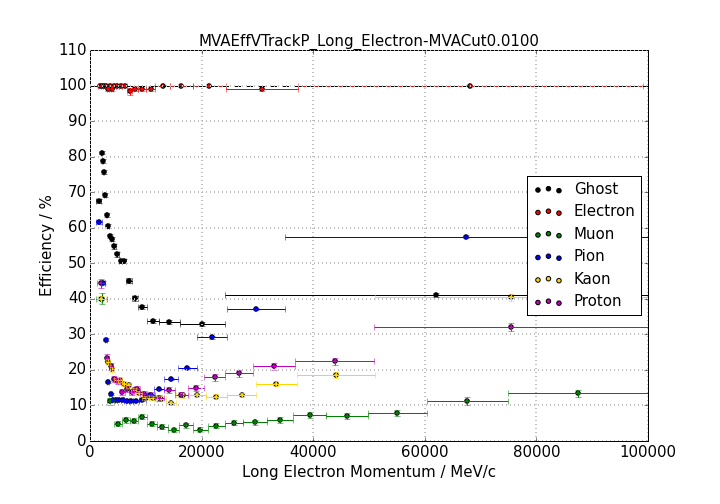 MVAEffVTrackP_Long_Electron-MVACut0.0100
Efficiency / %
110
100
90
80
70
60
50
40
30
20
10
0
Ghost
Electron
Muon
Pion
Kaon
Proton
0 20000 40000 60000 80000 100000
Long Electron Momentum / MeV/c